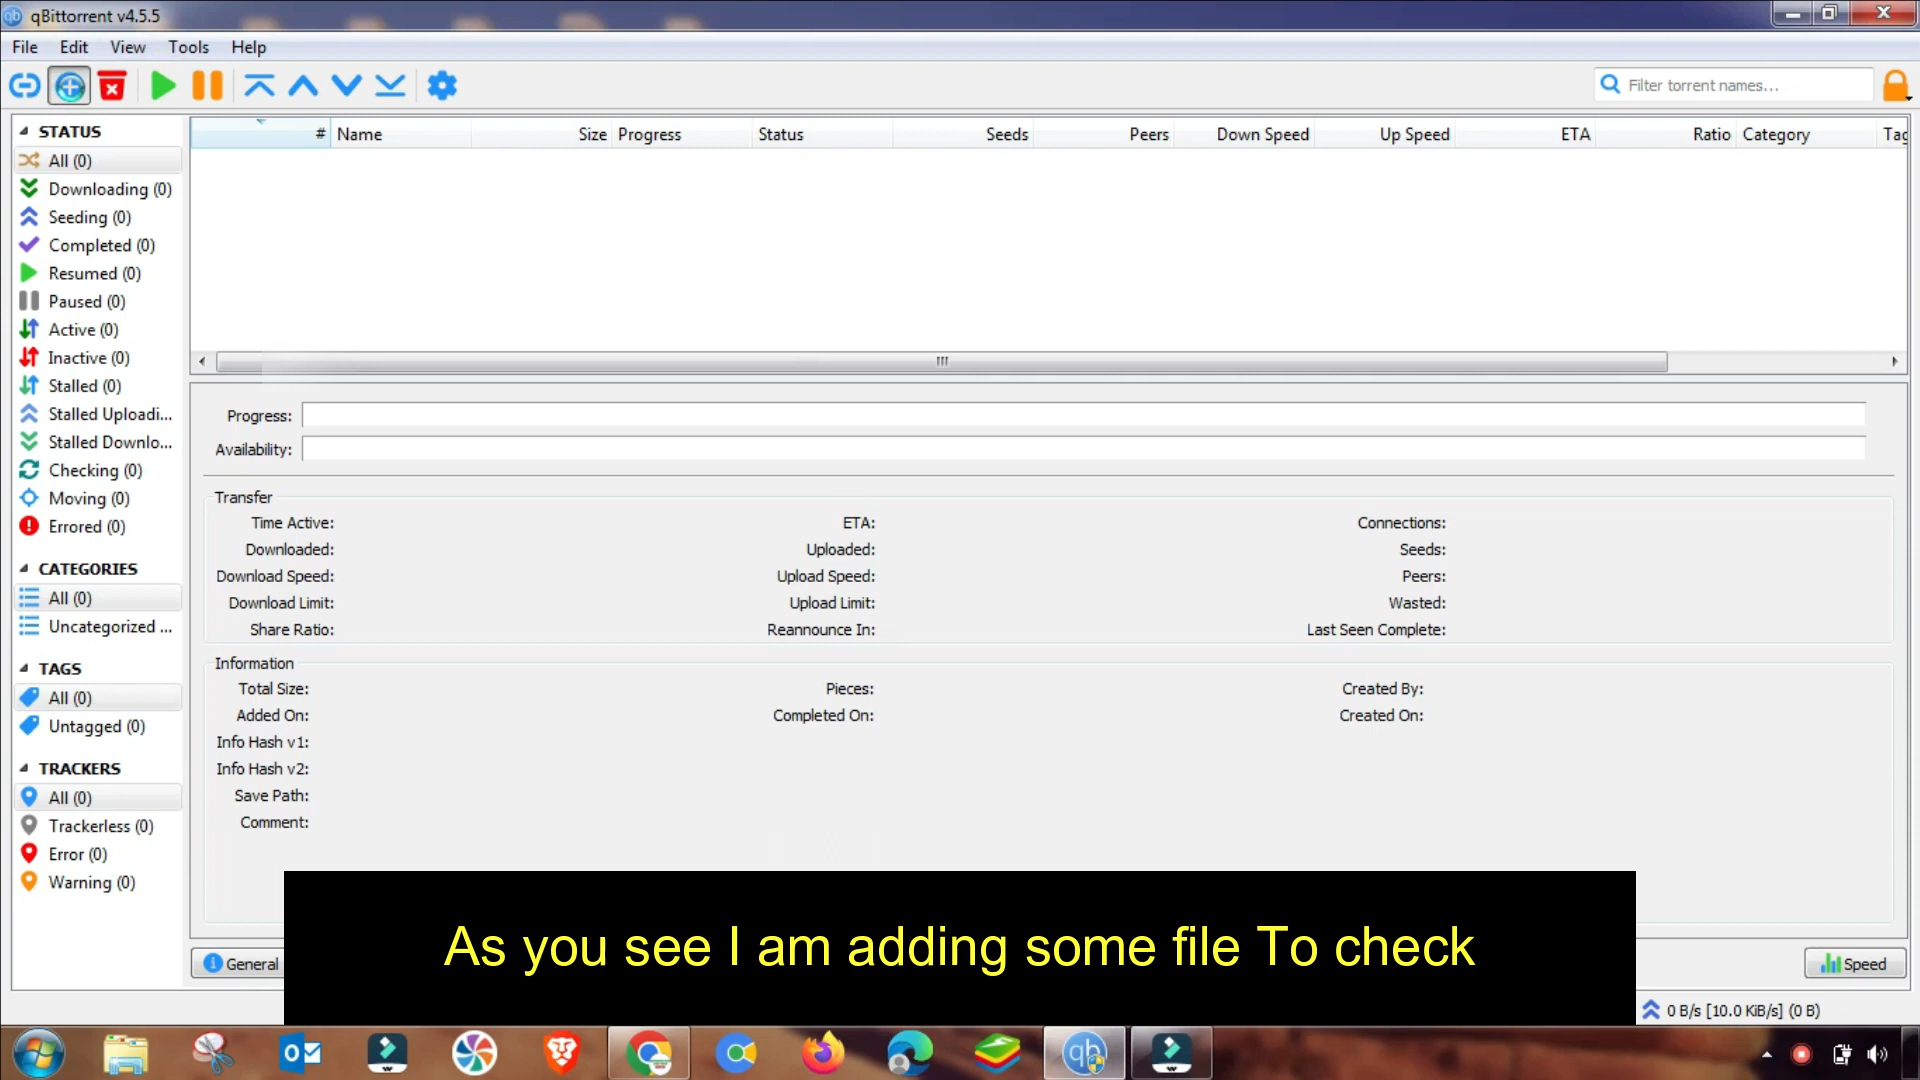 qBittorrent v4.5.5
File Edit View Tools Help
Filter torrent names...
STATUS
All (0)
Downloading (0)
Seeding (0)
Completed (0)
Resumed (0)
Paused (0)
Active (0)
Inactive (0)
Stalled (0)
Stalled Uploadi...
Stalled Downlo...
Checking (0)
Moving (0)
Errored (0)
CATEGORIES
All (0)
Uncategorized ...
TAGS
All (0)
Untagged (0)
TRACKERS
All (0)
Trackerless (0)
Error (0)
Warning (0)
# Name Size Progress Status Seeds Peers Down Speed Up Speed ETA Ratio Category Tag
Progress:
Availability:
Transfer
Time Active: ETA: Connections:
Downloaded: Uploaded: Seeds:
Download Speed: Upload Speed: Peers:
Download Limit: Upload Limit: Wasted:
Share Ratio: Reannounce In: Last Seen Complete:
Information
Total Size: Pieces: Created By:
Added On: Completed On: Created On:
Info Hash v1:
Info Hash v2:
Save Path:
Comment:
General
Speed
As you see I am adding some file To check
0 B/s [10.0 KiB/s] (0 B)